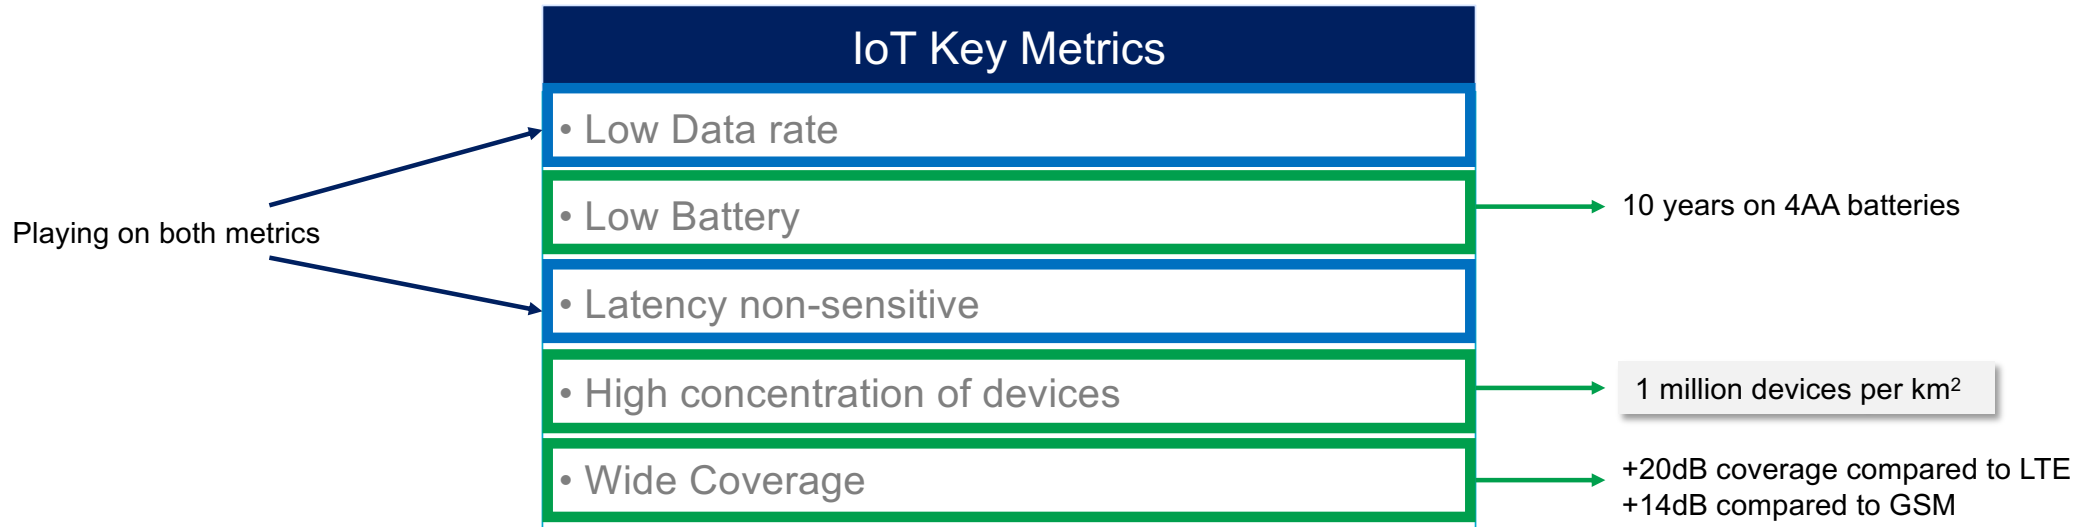 IoT Key Metrics
• Low Data rate
• Low Battery
• Latency non-sensitive
• High concentration of devices
• Wide Coverage
Playing on both metrics
10 years on 4AA batteries
1 million devices per km²
+20dB coverage compared to LTE
+14dB compared to GSM